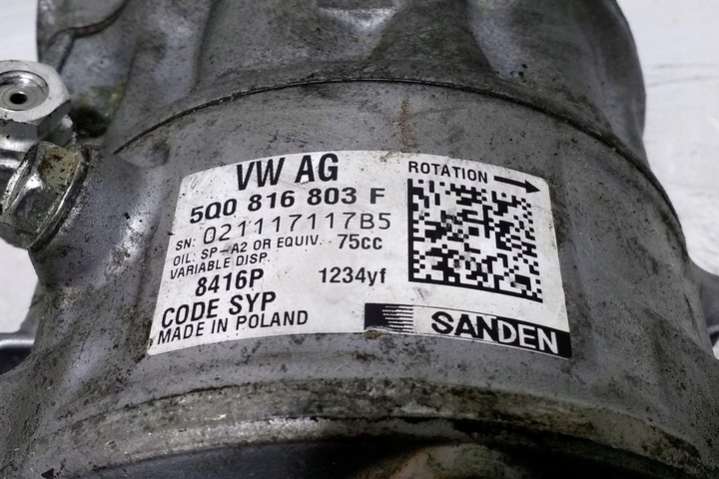 VW AG
5Q0 816 803 F
SN: 021117117B5
OIL: SP-A2 OR EQUIV. 75cc
VARIABLE DISP.
8416P 1234yf
CODE SYP
MADE IN POLAND
ROTATION
SANDEN